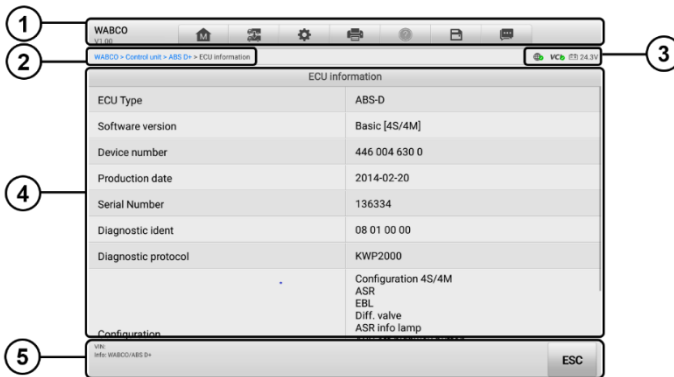 1
WABCO
V1.00
M
?
2
WABCO > Control unit > ABS D+ > ECU information
VCI 24.3V
3
ECU information
ECU Type ABS-D
Software version Basic [4S/4M]
Device number 446 004 630 0
Production date 2014-02-20
Serial Number 136334
Diagnostic ident 08 01 00 00
Diagnostic protocol KWP2000
4
Configuration 4S/4M
ASR
EBL
Diff. valve
Configuration ASR info lamp
5
VIN:
Info: WABCO/ABS D+
ESC